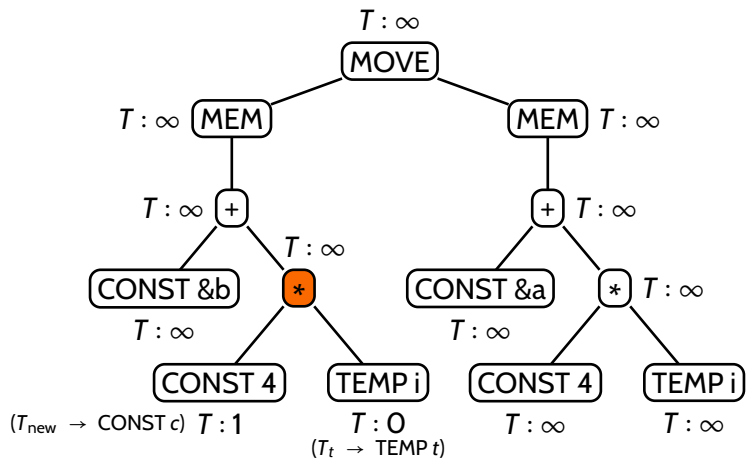 T : ∞
MOVE
T : ∞ MEM MEM T : ∞
T : ∞ + + T : ∞
T : ∞
CONST &b * CONST &a * T : ∞
T : ∞ T : ∞
CONST 4 TEMP i CONST 4 TEMP i
(T_new → CONST c) T : 1 T : 0 T : ∞ T : ∞
(T_t → TEMP t)